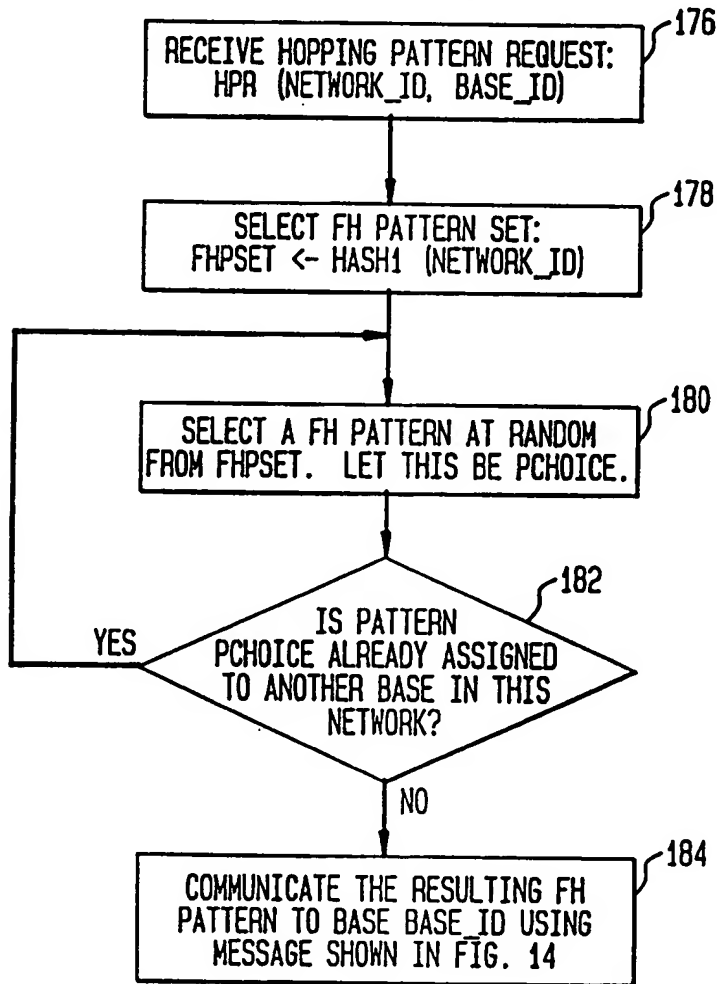 176
RECEIVE HOPPING PATTERN REQUEST:
HPR (NETWORK_ID, BASE_ID)
178
SELECT FH PATTERN SET:
FHPSET <- HASH1 (NETWORK_ID)
180
SELECT A FH PATTERN AT RANDOM
FROM FHPSET. LET THIS BE PCHOICE.
182
YES
IS PATTERN
PCHOICE ALREADY ASSIGNED
TO ANOTHER BASE IN THIS
NETWORK?
NO
184
COMMUNICATE THE RESULTING FH
PATTERN TO BASE BASE_ID USING
MESSAGE SHOWN IN FIG. 14